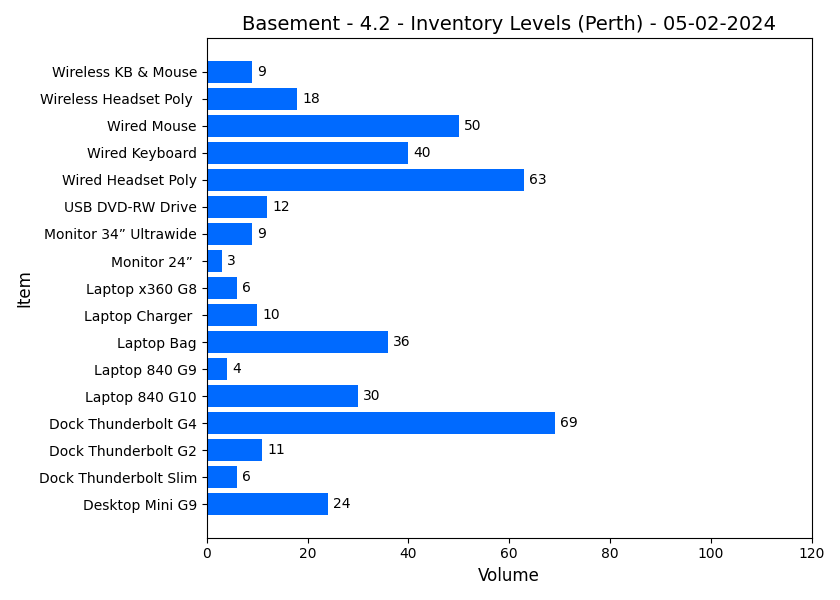 Basement - 4.2 - Inventory Levels (Perth) - 05-02-2024
Wireless KB & Mouse 9
Wireless Headset Poly 18
Wired Mouse 50
Wired Keyboard 40
Wired Headset Poly 63
USB DVD-RW Drive 12
Monitor 34” Ultrawide 9
Monitor 24” 3
Laptop x360 G8 6
Laptop Charger 10
Laptop Bag 36
Laptop 840 G9 4
Laptop 840 G10 30
Dock Thunderbolt G4 69
Dock Thunderbolt G2 11
Dock Thunderbolt Slim 6
Desktop Mini G9 24
Item
0 20 40 60 80 100 120
Volume